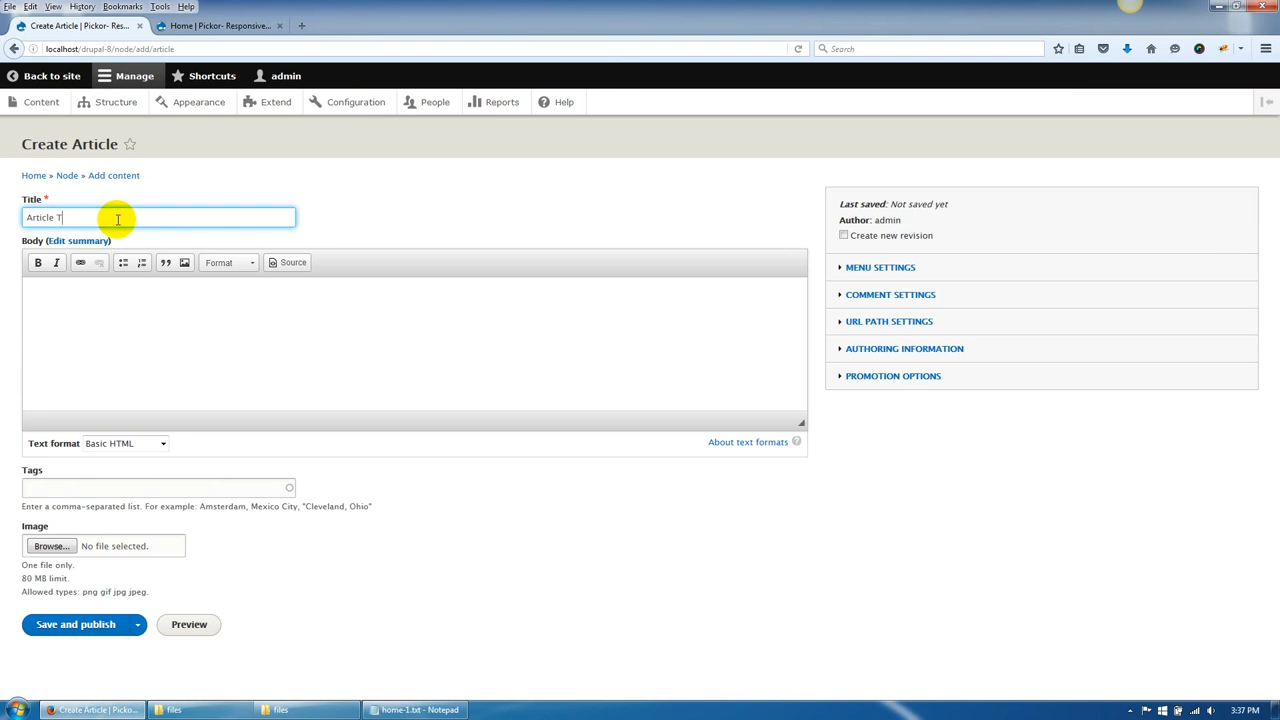 File Edit View History Bookmarks Tools Help
Create Article | Pickor- Res... × Home | Pickor- Responsive... × +
localhost/drupal-8/node/add/article Search
Back to site Manage Shortcuts admin
Content Structure Appearance Extend Configuration People Reports Help
Create Article
Home » Node » Add content
Title *
Article T
Body (Edit summary)
B I Format Source
Text format Basic HTML About text formats ?
Tags
Enter a comma-separated list. For example: Amsterdam, Mexico City, "Cleveland, Ohio"
Image
Browse... No file selected.
One file only.
80 MB limit.
Allowed types: png gif jpg jpeg.
Save and publish Preview
Last saved: Not saved yet
Author: admin
Create new revision
MENU SETTINGS
COMMENT SETTINGS
URL PATH SETTINGS
AUTHORING INFORMATION
PROMOTION OPTIONS
Create Article | Picko... files files home-1.txt - Notepad 3:37 PM